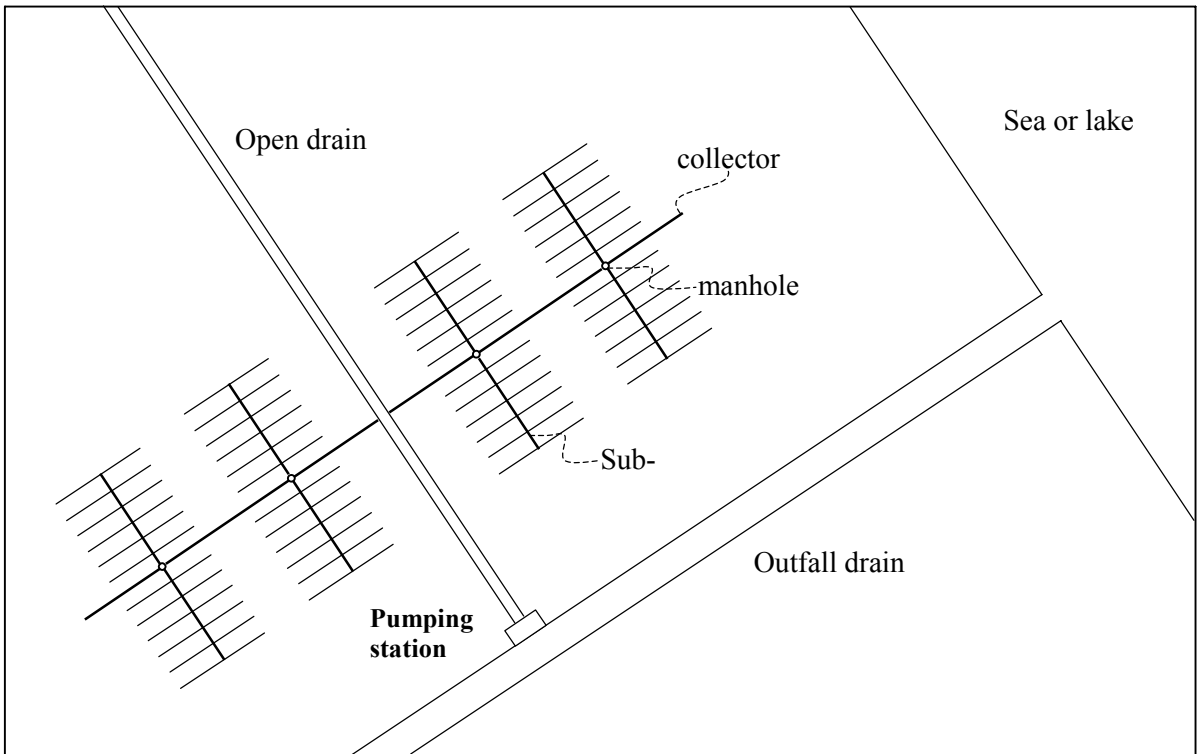 Sea or lake
Open drain
collector
manhole
Sub-
Outfall drain
Pumping
station